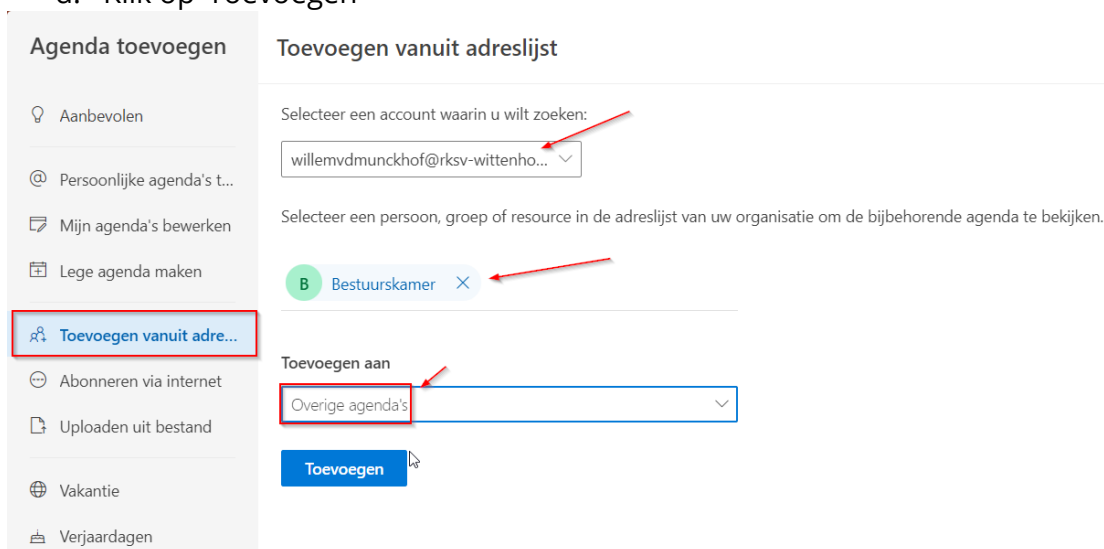 d. Klik op 'Toevoegen'
Agenda toevoegen
Aanbevolen
Persoonlijke agenda's t...
Mijn agenda's bewerken
Lege agenda maken
Toevoegen vanuit adre...
Abonneren via internet
Uploaden uit bestand
Vakantie
Verjaardagen
Toevoegen vanuit adreslijst
Selecteer een account waarin u wilt zoeken:
willemvdmunckhof@rksv-wittenho...
Selecteer een persoon, groep of resource in de adreslijst van uw organisatie om de bijbehorende agenda te bekijken.
B Bestuurskamer
Toevoegen aan
Overige agenda's
Toevoegen